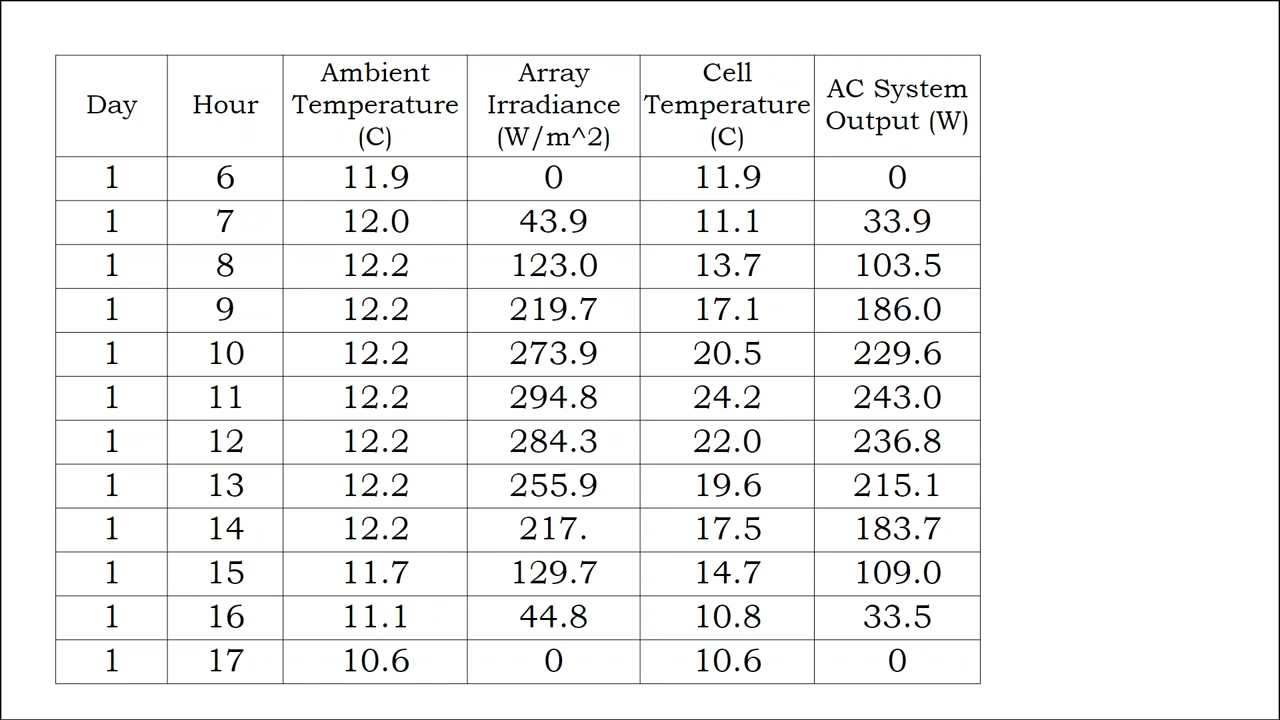 Day Hour Ambient Temperature (C) Array Irradiance (W/m^2) Cell Temperature (C) AC System Output (W)
1 6 11.9 0 11.9 0
1 7 12.0 43.9 11.1 33.9
1 8 12.2 123.0 13.7 103.5
1 9 12.2 219.7 17.1 186.0
1 10 12.2 273.9 20.5 229.6
1 11 12.2 294.8 24.2 243.0
1 12 12.2 284.3 22.0 236.8
1 13 12.2 255.9 19.6 215.1
1 14 12.2 217. 17.5 183.7
1 15 11.7 129.7 14.7 109.0
1 16 11.1 44.8 10.8 33.5
1 17 10.6 0 10.6 0